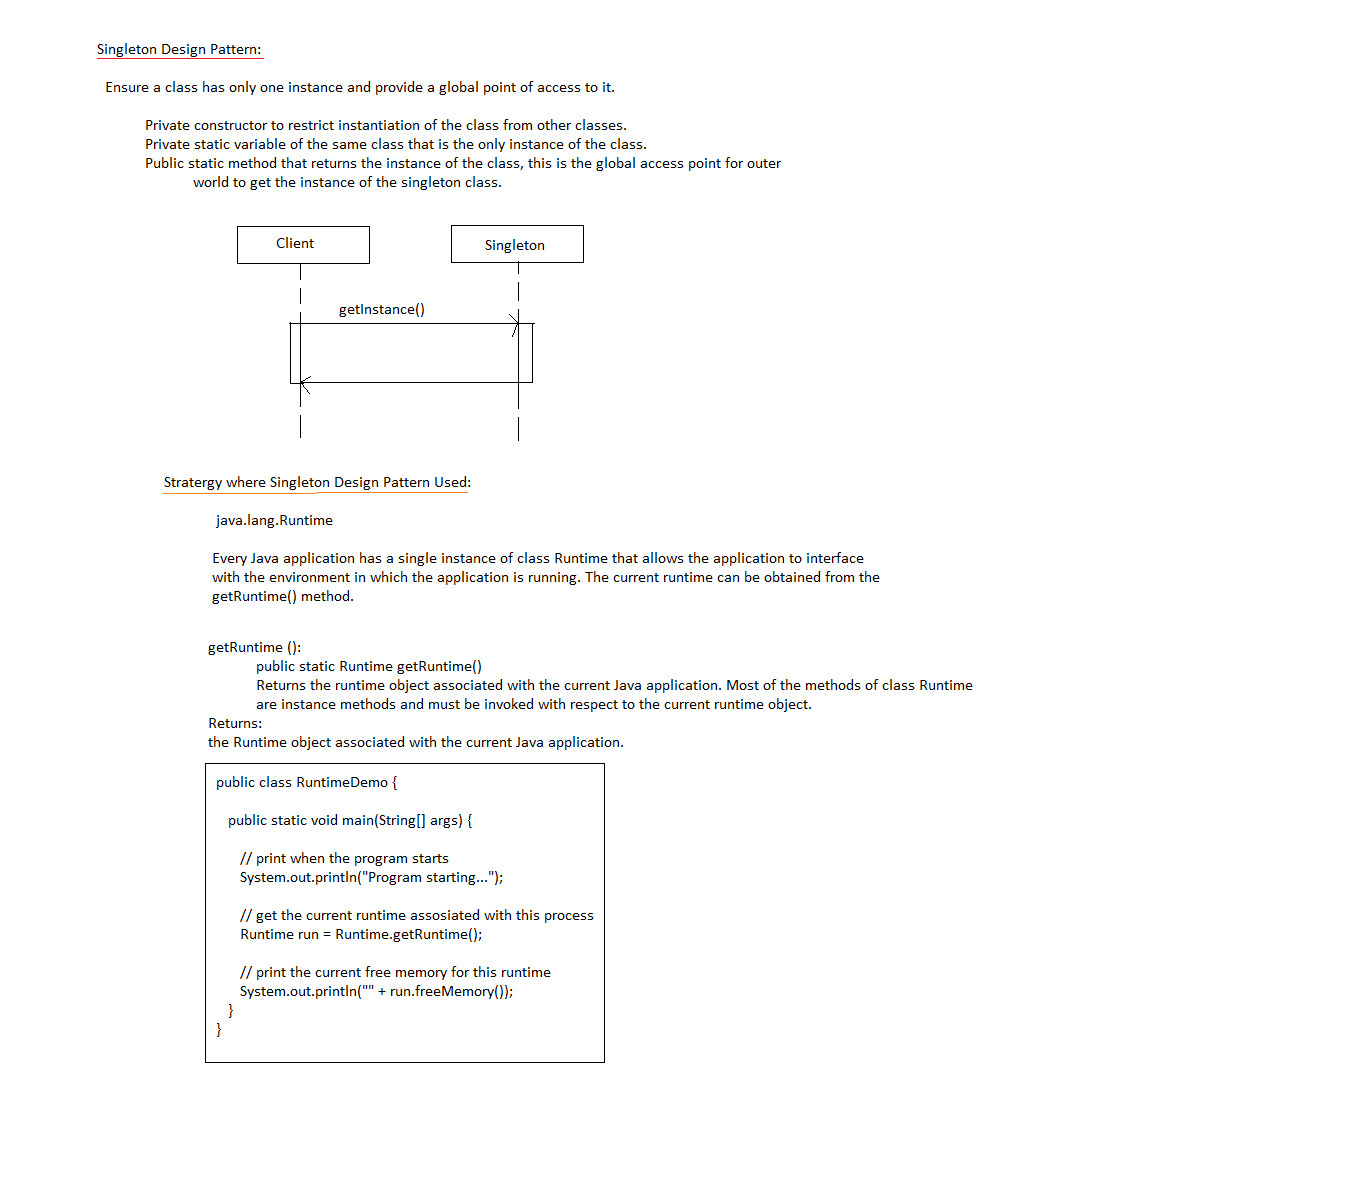 Singleton Design Pattern:
Ensure a class has only one instance and provide a global point of access to it.
Private constructor to restrict instantiation of the class from other classes.
Private static variable of the same class that is the only instance of the class.
Public static method that returns the instance of the class, this is the global access point for outer
world to get the instance of the singleton class.
Client
Singleton
getInstance()
Stratergy where Singleton Design Pattern Used:
java.lang.Runtime
Every Java application has a single instance of class Runtime that allows the application to interface
with the environment in which the application is running. The current runtime can be obtained from the
getRuntime() method.
getRuntime ():
public static Runtime getRuntime()
Returns the runtime object associated with the current Java application. Most of the methods of class Runtime
are instance methods and must be invoked with respect to the current runtime object.
Returns:
the Runtime object associated with the current Java application.
public class RuntimeDemo {
public static void main(String[] args) {
// print when the program starts
System.out.println("Program starting...");
// get the current runtime assosiated with this process
Runtime run = Runtime.getRuntime();
// print the current free memory for this runtime
System.out.println("" + run.freeMemory());
}
}